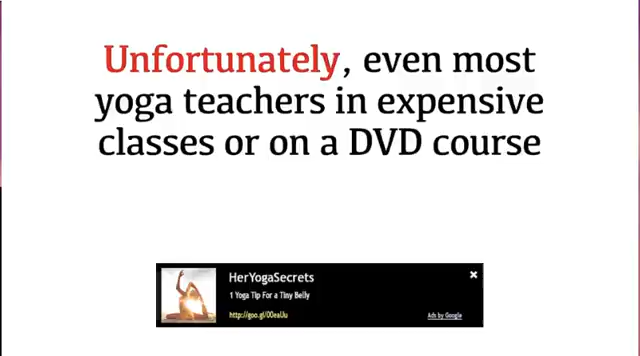 Unfortunately, even most
yoga teachers in expensive
classes or on a DVD course
HerYogaSecrets
1 Yoga Tip For a Tiny Belly
http://goo.gl/00eaUu
Ads by Google